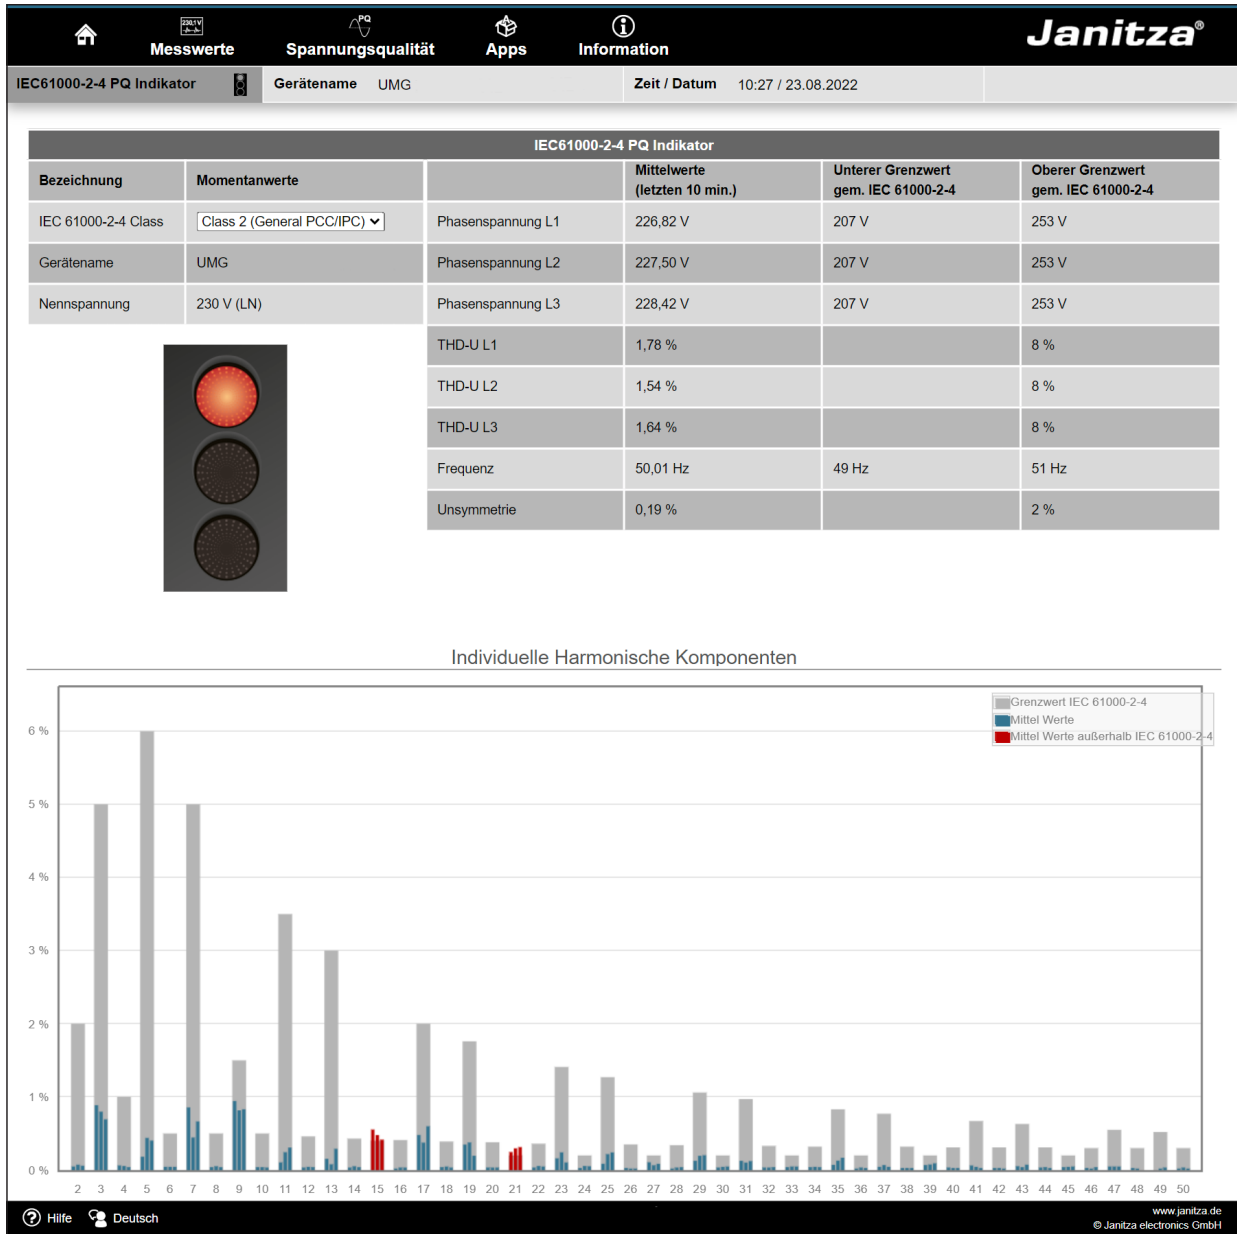 230,1 V
PQ
Messwerte Spannungsqualität Apps Information
Janitza®
IEC61000-2-4 PQ Indikator Gerätename UMG Zeit / Datum 10:27 / 23.08.2022
IEC61000-2-4 PQ Indikator
Bezeichnung Momentanwerte
Mittelwerte
(letzten 10 min.)
Unterer Grenzwert
gem. IEC 61000-2-4
Oberer Grenzwert
gem. IEC 61000-2-4
IEC 61000-2-4 Class Class 2 (General PCC/IPC) Phasenspannung L1 226,82 V 207 V 253 V
Gerätename UMG Phasenspannung L2 227,50 V 207 V 253 V
Nennspannung 230 V (LN) Phasenspannung L3 228,42 V 207 V 253 V
THD-U L1 1,78 % 8 %
THD-U L2 1,54 % 8 %
THD-U L3 1,64 % 8 %
Frequenz 50,01 Hz 49 Hz 51 Hz
Unsymmetrie 0,19 % 2 %
Individuelle Harmonische Komponenten
Grenzwert IEC 61000-2-4
Mittel Werte
Mittel Werte außerhalb IEC 61000-2-4
6 %
5 %
4 %
3 %
2 %
1 %
0 %
2 3 4 5 6 7 8 9 10 11 12 13 14 15 16 17 18 19 20 21 22 23 24 25 26 27 28 29 30 31 32 33 34 35 36 37 38 39 40 41 42 43 44 45 46 47 48 49 50
Hilfe Deutsch
www.janitza.de
© Janitza electronics GmbH